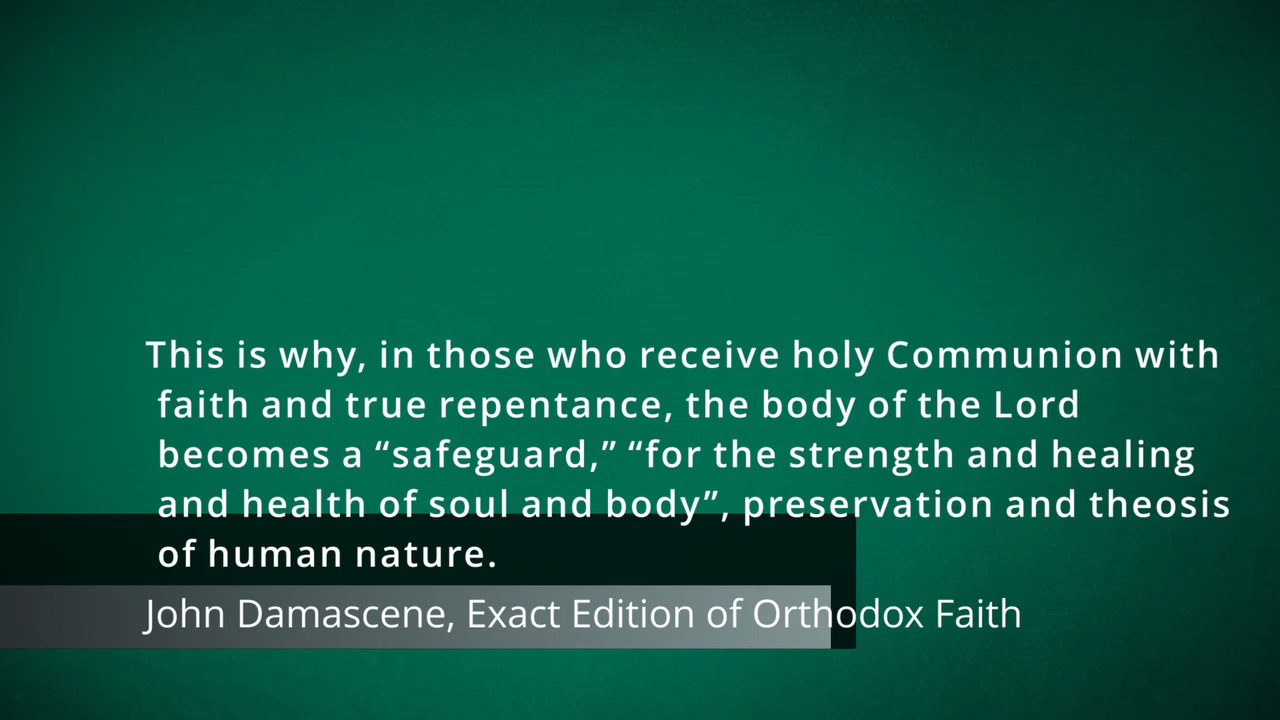 This is why, in those who receive holy Communion with
faith and true repentance, the body of the Lord
becomes a “safeguard,” “for the strength and healing
and health of soul and body”, preservation and theosis
of human nature.
John Damascene, Exact Edition of Orthodox Faith